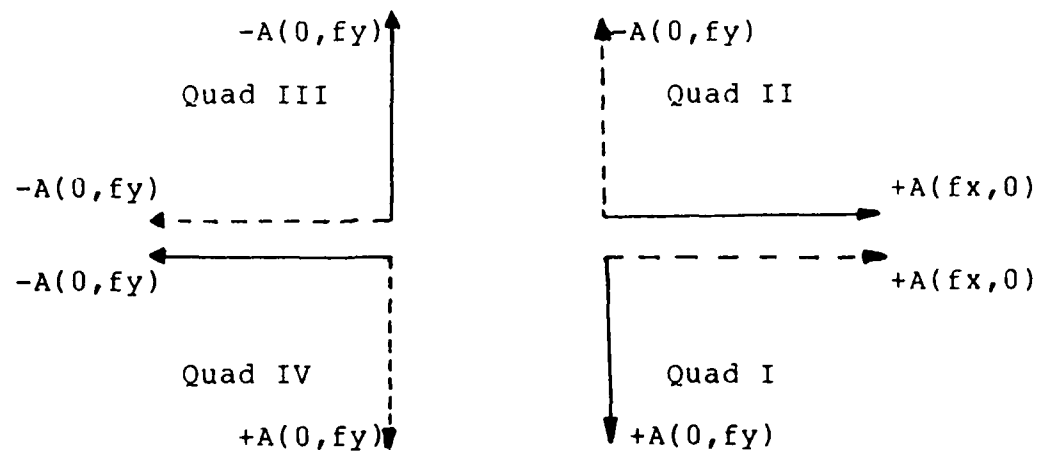 -A(0,fy) -A(0,fy)
Quad III Quad II
-A(0,fy) +A(fx,0)
-A(0,fy) +A(fx,0)
Quad IV Quad I
+A(0,fy) +A(0,fy)